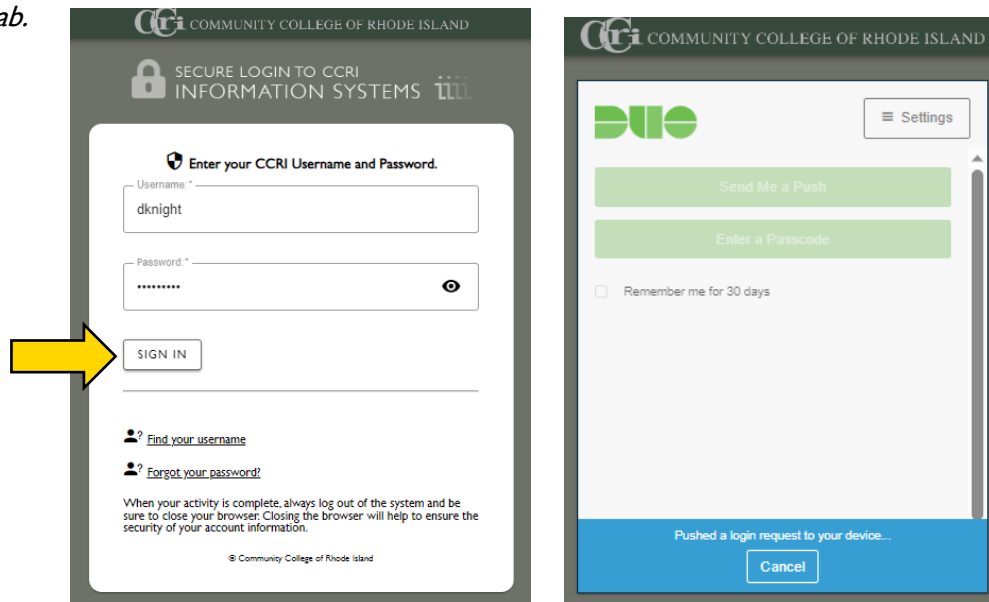 ab.
CCRI COMMUNITY COLLEGE OF RHODE ISLAND
SECURE LOGIN TO CCRI
INFORMATION SYSTEMS
Enter your CCRI Username and Password.
Username:*
dknight
Password:*
•••••••••
SIGN IN
? Find your username
? Forgot your password?
When your activity is complete, always log out of the system and be
sure to close your browser. Closing the browser will help to ensure the
security of your account information.
© Community College of Rhode Island
CCRI COMMUNITY COLLEGE OF RHODE ISLAND
DUO
≡ Settings
Send Me a Push
Enter a Passcode
Remember me for 30 days
Pushed a login request to your device...
Cancel